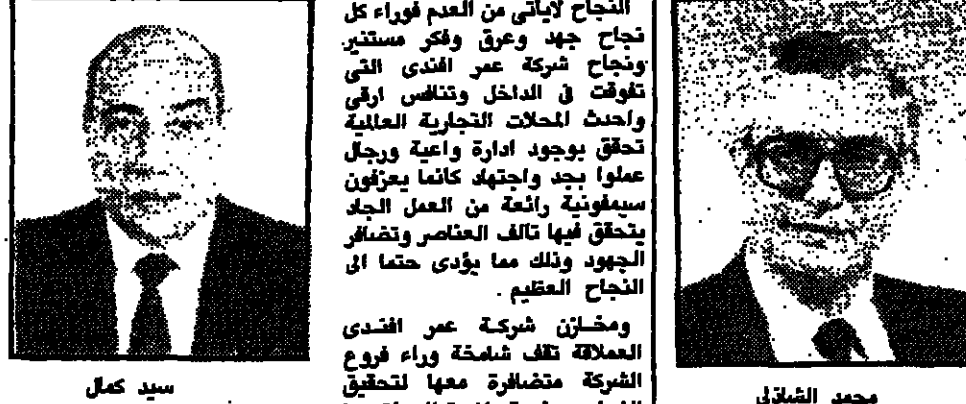 النجاح لاياتى من العدم فوراء كل
نجاح جهد وعرق وفكر مستنير
ونجاح شركة عمر افندى التى
تفوقت فى الداخل وتنافس ارقى
واحدث المحلات التجارية العالمية
تحقق بوجود ادارة واعية ورجال
عملوا بجد واجتهاد كانما يعزفون
سيمفونية رائعة من العمل الجاد
يتحقق فيها تالف العناصر وتضافر
الجهود وذلك مما يؤدى حتما الى
النجاح العظيم .
ومخازن شركة عمر افندى
العملاقة تقف شامخة وراء فروع
الشركة متضافرة معها لتحقيق
سيد كمال
محمد الشاذلى